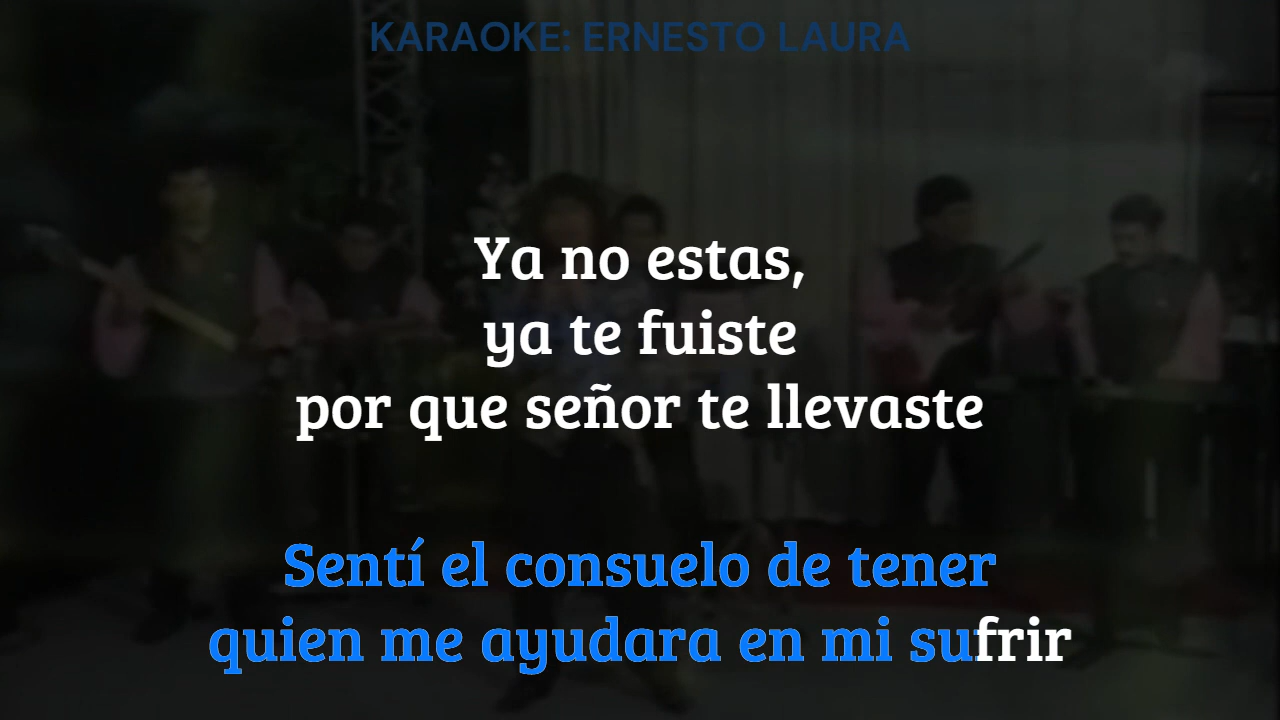 KARAOKE: ERNESTO LAURA
Ya no estas,
ya te fuiste
por que señor te llevaste
Sentí el consuelo de tener
quien me ayudara en mi sufrir